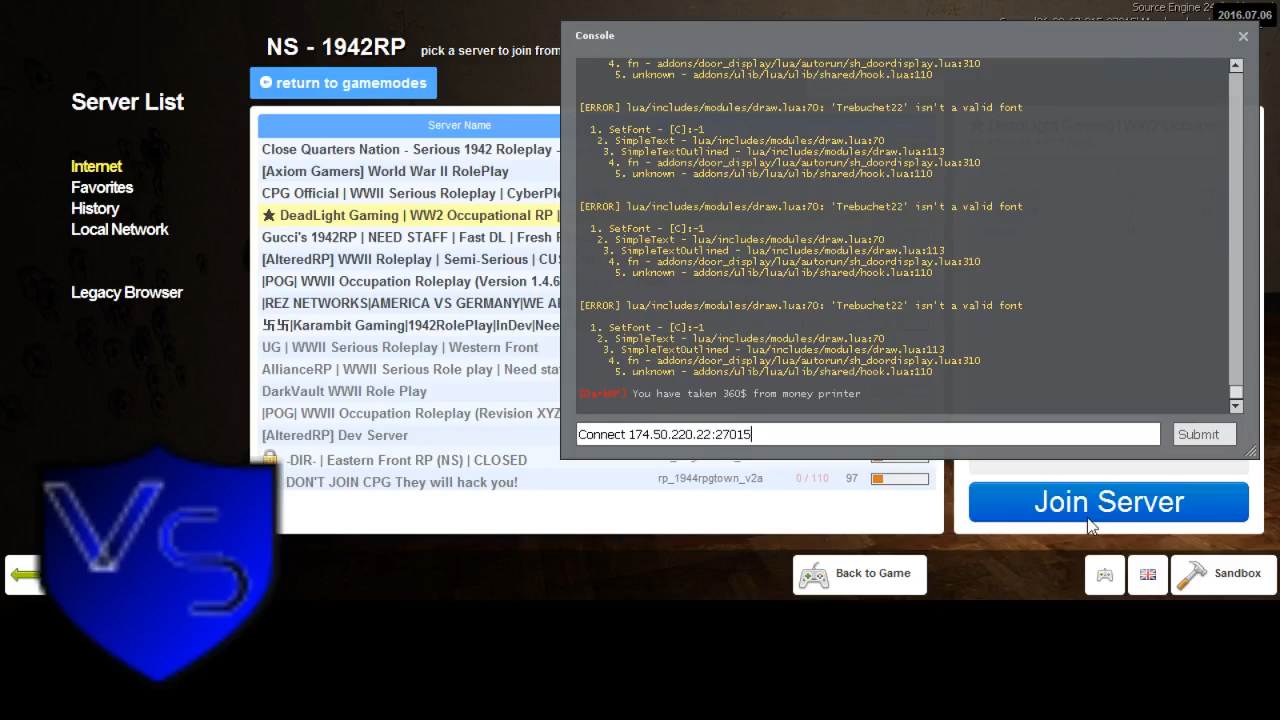 Source Engine 24
2016.07.06
NS - 1942RP pick a server to join from
return to gamemodes
Server List
Internet
Favorites
History
Local Network
Legacy Browser
Server Name
Close Quarters Nation - Serious 1942 Roleplay -
[Axiom Gamers] World War II RolePlay
CPG Official | WWII Serious Roleplay | CyberPle
★ DeadLight Gaming | WW2 Occupational RP |
Gucci's 1942RP | NEED STAFF | Fast DL | Fresh
[AlteredRP] WWII Roleplay | Semi-Serious | CUS
|POG| WWII Occupation Roleplay (Version 1.4.6
|REZ NETWORKS|AMERICA VS GERMANY|WE A
卐卐|Karambit Gaming|1942RolePlay|InDev|Nee
UG | WWII Serious Roleplay | Western Front
AllianceRP | WWII Serious Role play | Need sta
DarkVault WWII Role Play
|POG| WWII Occupation Roleplay (Revision XYZ
[AlteredRP] Dev Server
-DIR- | Eastern Front RP (NS) | CLOSED
DON'T JOIN CPG They will hack you! rp_1944rpgtown_v2a 0 / 110 97
Console
4. fn - addons/door_display/lua/autorun/sh_doordisplay.lua:310
5. unknown - addons/ulib/lua/ulib/shared/hook.lua:110
[ERROR] lua/includes/modules/draw.lua:70: 'Trebuchet22' isn't a valid font
1. SetFont - [C]:-1
2. SimpleText - lua/includes/modules/draw.lua:70
3. SimpleTextOutlined - lua/includes/modules/draw.lua:113
4. fn - addons/door_display/lua/autorun/sh_doordisplay.lua:310
5. unknown - addons/ulib/lua/ulib/shared/hook.lua:110
[ERROR] lua/includes/modules/draw.lua:70: 'Trebuchet22' isn't a valid font
1. SetFont - [C]:-1
2. SimpleText - lua/includes/modules/draw.lua:70
3. SimpleTextOutlined - lua/includes/modules/draw.lua:113
4. fn - addons/door_display/lua/autorun/sh_doordisplay.lua:310
5. unknown - addons/ulib/lua/ulib/shared/hook.lua:110
[ERROR] lua/includes/modules/draw.lua:70: 'Trebuchet22' isn't a valid font
1. SetFont - [C]:-1
2. SimpleText - lua/includes/modules/draw.lua:70
3. SimpleTextOutlined - lua/includes/modules/draw.lua:113
4. fn - addons/door_display/lua/autorun/sh_doordisplay.lua:310
5. unknown - addons/ulib/lua/ulib/shared/hook.lua:110
[DarkRP] You have taken 360$ from money printer
Connect 174.50.220.22:27015
Submit
Join Server
Back to Game
Sandbox
VS